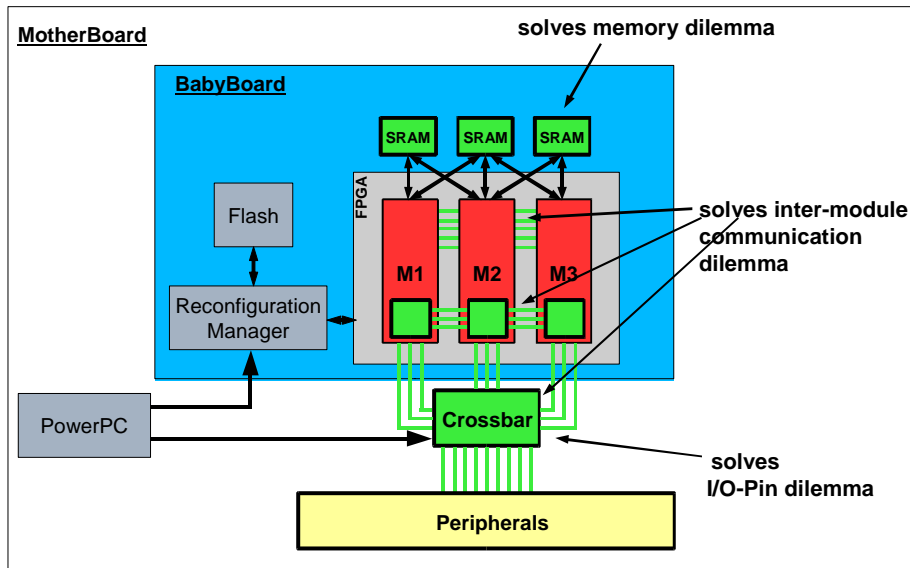 MotherBoard
solves memory dilemma
BabyBoard
SRAM
SRAM
SRAM
FPGA
Flash
solves inter-module
communication
dilemma
M1
M2
M3
Reconfiguration
Manager
PowerPC
Crossbar
solves
I/O-Pin dilemma
Peripherals